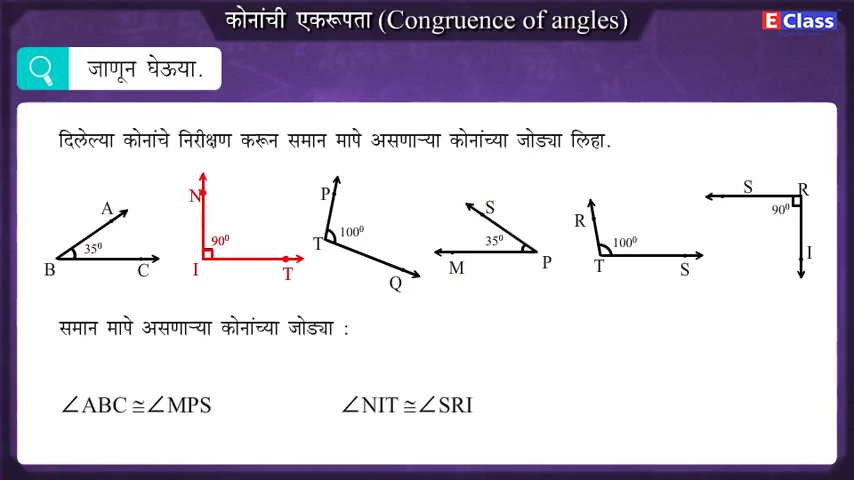 कोनांची एकरूपता (Congruence of angles)
E Class
जाणून घेऊया.
दिलेल्या कोनांचे निरीक्षण करून समान मापे असणाऱ्या कोनांच्या जोड्या लिहा.
A 35⁰ B C
N 90⁰ I T
P 100⁰ T Q
S 35⁰ M P
R 100⁰ T S
S R 90⁰ I
समान मापे असणाऱ्या कोनांच्या जोड्या :
∠ABC ≅ ∠MPS ∠NIT ≅ ∠SRI